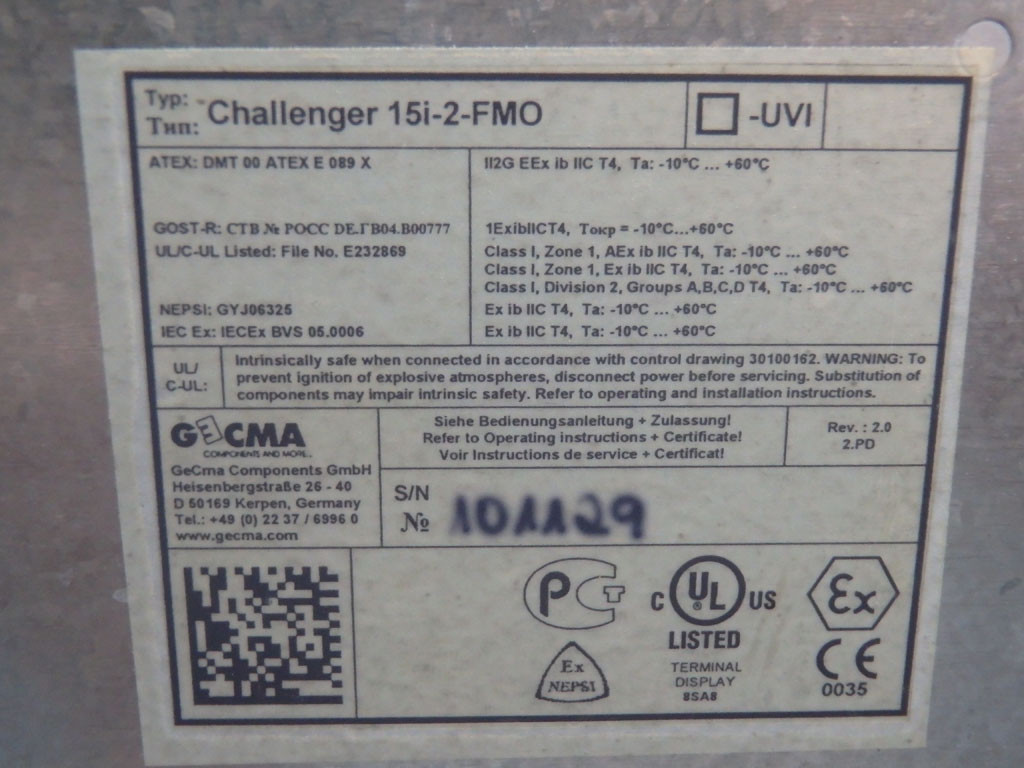 Typ: - Challenger 15i-2-FMO
Тип:
-UVI
ATEX: DMT 00 ATEX E 089 X
II2G EEx ib IIC T4, Ta: -10°C ... +60°C
GOST-R: СТВ № РОСС DE.ГВ04.В00777
1ExibIICT4, Токр = -10°C...+60°C
UL/C-UL Listed: File No. E232869
Class I, Zone 1, AEx ib IIC T4, Ta: -10°C ... +60°C
Class I, Zone 1, Ex ib IIC T4, Ta: -10°C ... +60°C
Class I, Division 2, Groups A,B,C,D T4, Ta: -10°C ... +60°C
NEPSI: GYJ06325
Ex ib IIC T4, Ta: -10°C ... +60°C
IEC Ex: IECEx BVS 05.0006
Ex ib IIC T4, Ta: -10°C ... +60°C
UL/
C-UL:
Intrinsically safe when connected in accordance with control drawing 30100162. WARNING: To
prevent ignition of explosive atmospheres, disconnect power before servicing. Substitution of
components may impair intrinsic safety. Refer to operating and installation instructions.
GECMA
COMPONENTS AND MORE...
GeCma Components GmbH
Heisenbergstraße 26 - 40
D 50169 Kerpen, Germany
Tel.: +49 (0) 22 37 / 6996 0
www.gecma.com
Siehe Bedienungsanleitung + Zulassung!
Refer to Operating instructions + Certificate!
Voir Instructions de service + Certificat!
Rev. : 2.0
2.PD
S/N
№ 101129
РСТ
C UL US
®
LISTED
TERMINAL
DISPLAY
8SA8
Ex
NEPSI
Ex
CE
0035